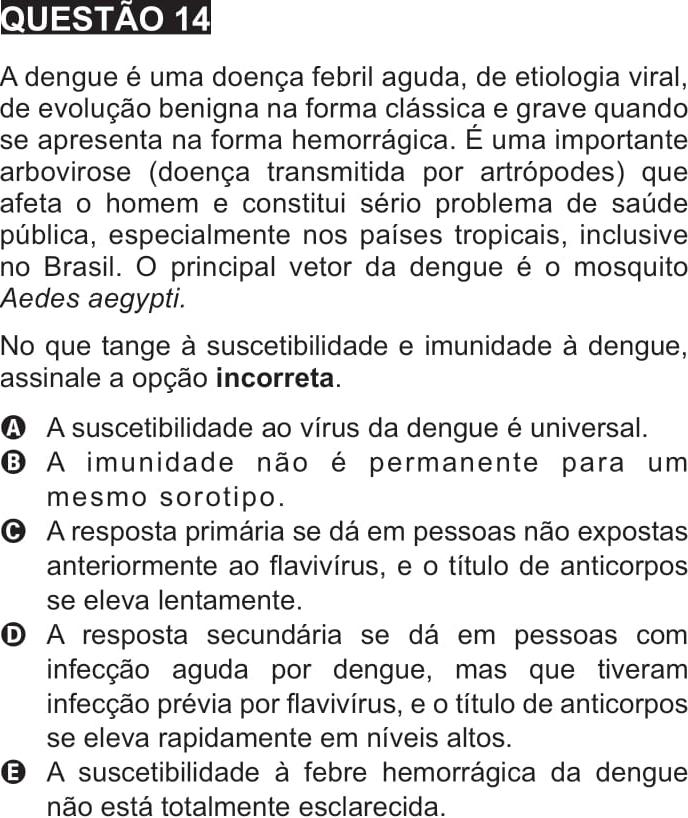 QUESTÃO 14
A dengue é uma doença febril aguda, de etiologia viral,
de evolução benigna na forma clássica e grave quando
se apresenta na forma hemorrágica. É uma importante
arbovirose (doença transmitida por artrópodes) que
afeta o homem e constitui sério problema de saúde
pública, especialmente nos países tropicais, inclusive
no Brasil. O principal vetor da dengue é o mosquito
Aedes aegypti.
No que tange à suscetibilidade e imunidade à dengue,
assinale a opção incorreta.
A A suscetibilidade ao vírus da dengue é universal.
B A imunidade não é permanente para um
mesmo sorotipo.
C A resposta primária se dá em pessoas não expostas
anteriormente ao flavivírus, e o título de anticorpos
se eleva lentamente.
D A resposta secundária se dá em pessoas com
infecção aguda por dengue, mas que tiveram
infecção prévia por flavivírus, e o título de anticorpos
se eleva rapidamente em níveis altos.
E A suscetibilidade à febre hemorrágica da dengue
não está totalmente esclarecida.